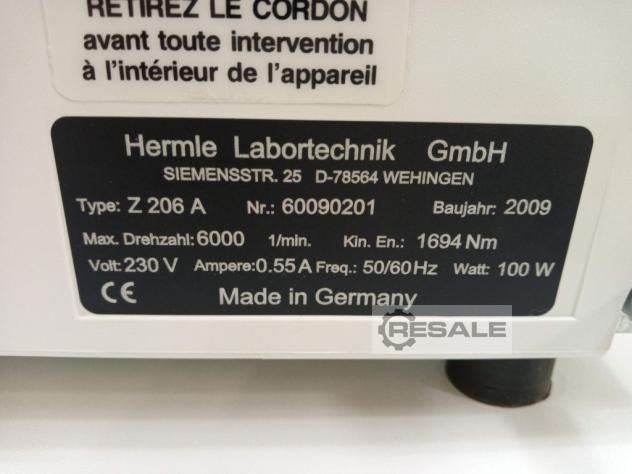 RETIREZ LE CORDON
avant toute intervention
à l'intérieur de l'appareil
Hermle Labortechnik GmbH
SIEMENSSTR. 25 D-78564 WEHINGEN
Type: Z 206 A Nr.: 60090201 Baujahr: 2009
Max. Drehzahl: 6000 1/min. Kin. En.: 1694 Nm
Volt: 230 V Ampere: 0.55 A Freq.: 50/60 Hz Watt: 100 W
CE Made in Germany
RESALE